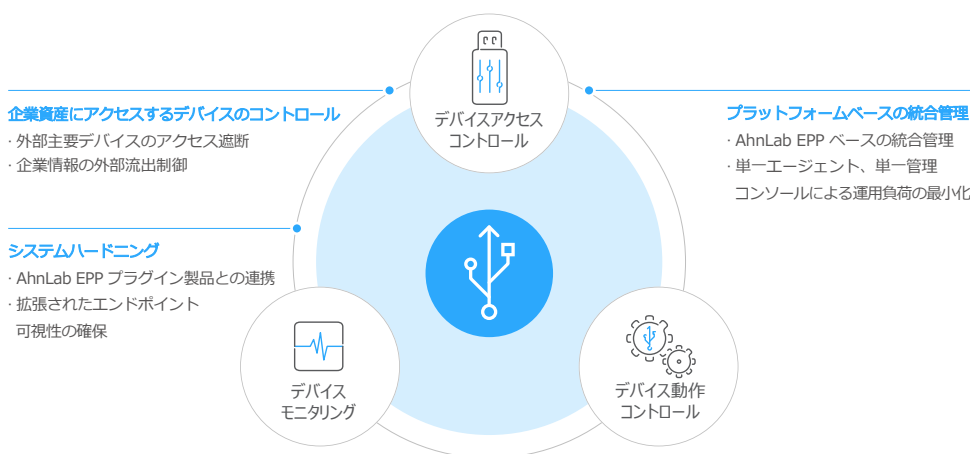 企業資産にアクセスするデバイスのコントロール
· 外部主要デバイスのアクセス遮断
· 企業情報の外部流出制御
システムハードニング
· AhnLab EPP プラグイン製品との連携
· 拡張されたエンドポイント
可視性の確保
デバイスアクセス
コントロール
デバイス
モニタリング
デバイス動作
コントロール
プラットフォームベースの統合管理
· AhnLab EPP ベースの統合管理
· 単一エージェント、単一管理
コンソールによる運用負荷の最小化